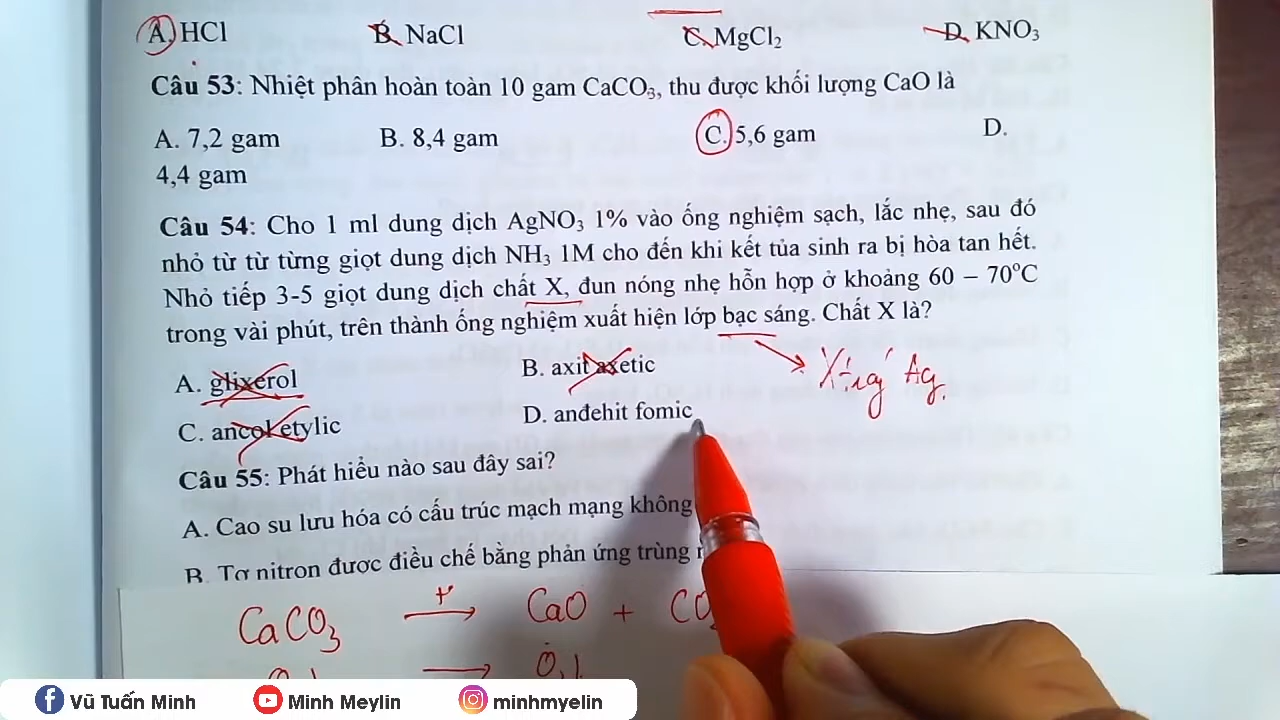 A. HCl B. NaCl C. MgCl₂ D. KNO₃
Câu 53: Nhiệt phân hoàn toàn 10 gam CaCO₃, thu được khối lượng CaO là
A. 7,2 gam B. 8,4 gam C. 5,6 gam D.
4,4 gam
Câu 54: Cho 1 ml dung dịch AgNO₃ 1% vào ống nghiệm sạch, lắc nhẹ, sau đó
nhỏ từ từ từng giọt dung dịch NH₃ 1M cho đến khi kết tủa sinh ra bị hòa tan hết.
Nhỏ tiếp 3-5 giọt dung dịch chất X, đun nóng nhẹ hỗn hợp ở khoảng 60 – 70°C
trong vài phút, trên thành ống nghiệm xuất hiện lớp bạc sáng. Chất X là?
A. glixerol B. axit axetic
Ag.
C. ancol etylic D. anđehit fomic
Câu 55: Phát hiểu nào sau đây sai?
A. Cao su lưu hóa có cấu trúc mạch mạng không
B. Tơ nitron được điều chế bằng phản ứng trùng
CaCO₃ t° → CaO + CO
0,1 → 0,1
Vũ Tuấn Minh Minh Meylin minhmyelin